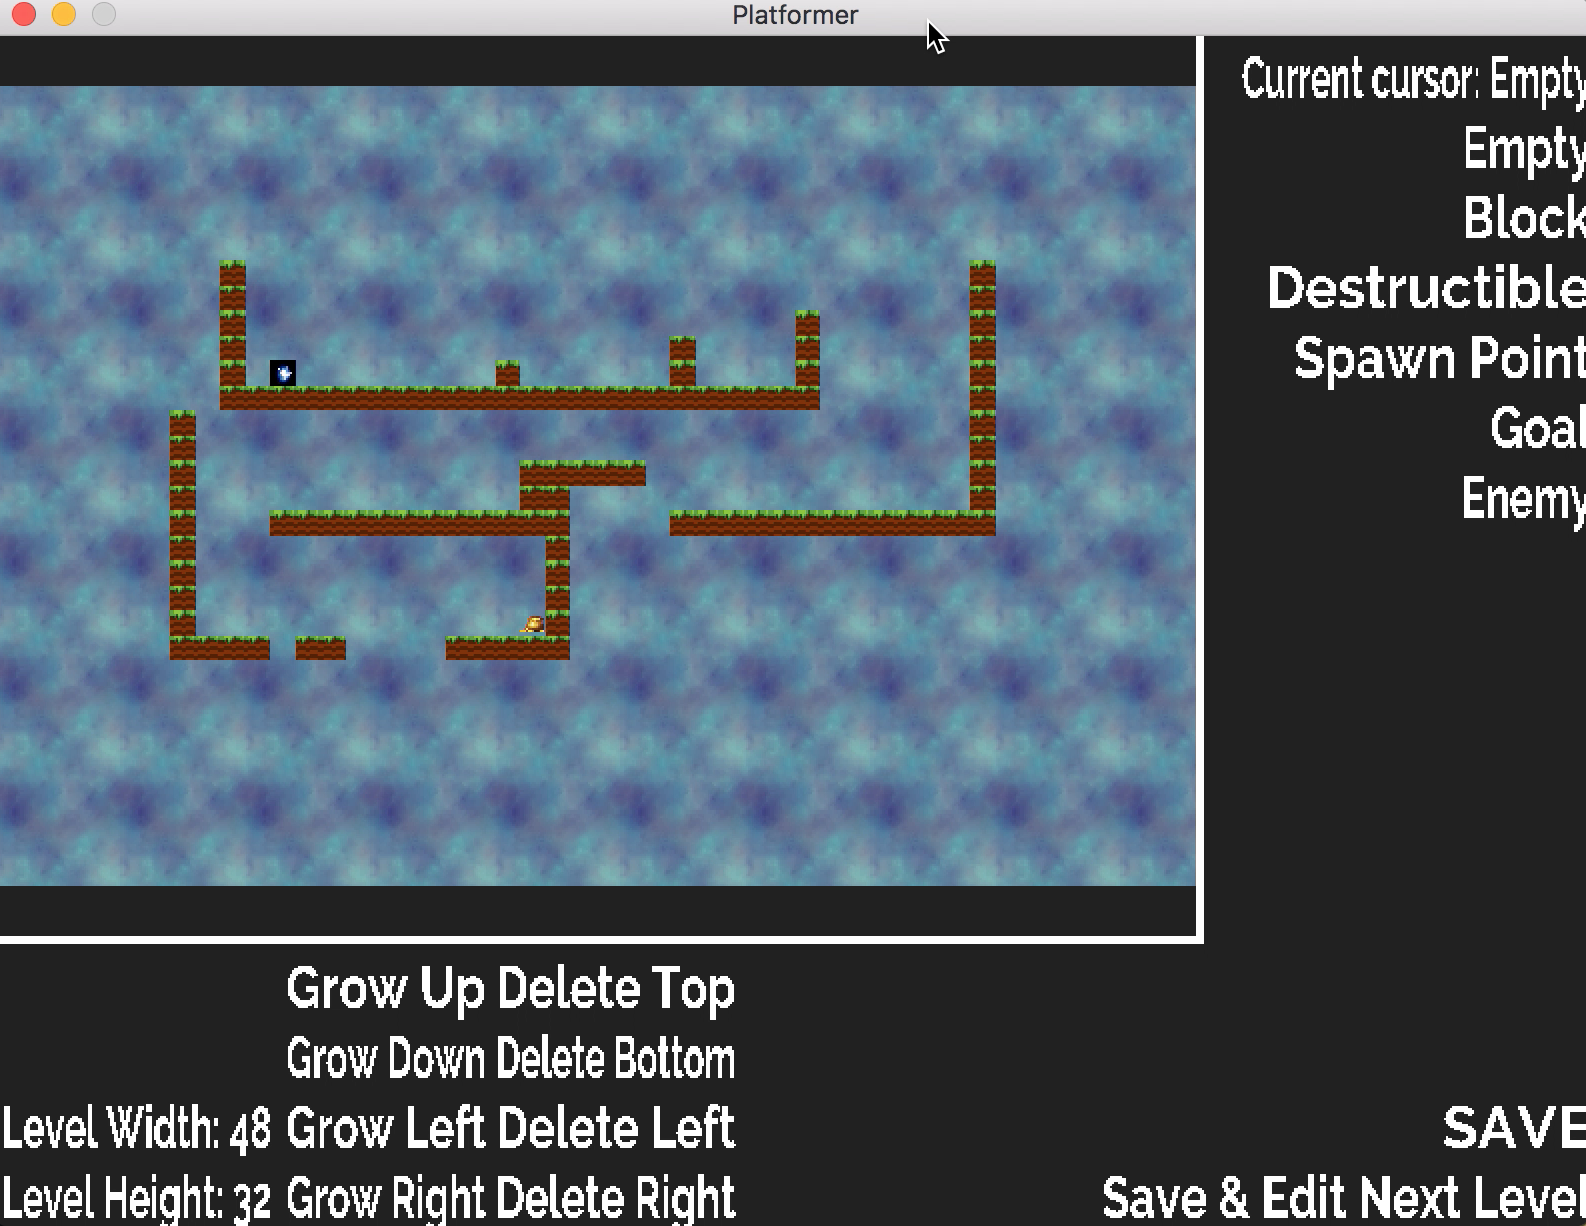 Platformer
Current cursor: Empty
Empty
Block
Destructible
Spawn Point
Goal
Enemy
Grow Up Delete Top
Grow Down Delete Bottom
Level Width: 48 Grow Left Delete Left
SAVE
Level Height: 32 Grow Right Delete Right
Save & Edit Next Level